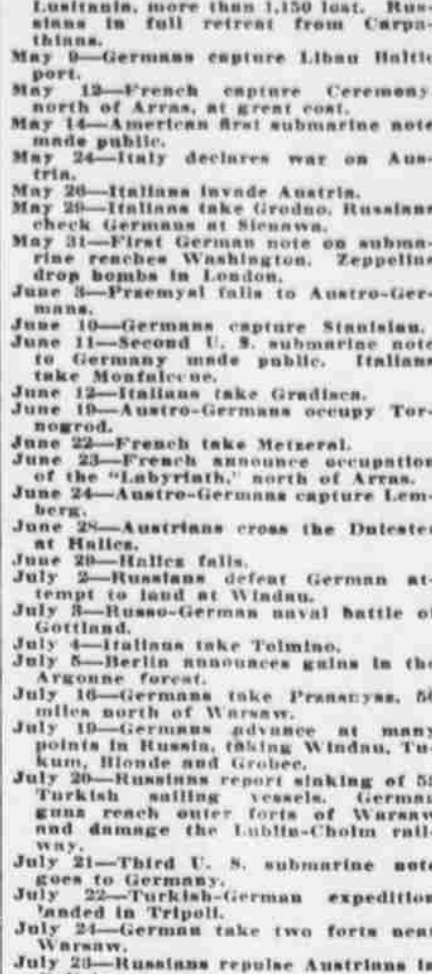 Lusitania, more than 1,150 lost. Rus-
sians in full retreat from Carpa-
thians.
May 9—Germans capture Libau Baltic
port.
May 12—French capture Ceremony
north of Arras, at great cost.
May 14—American first submarine note
made public.
May 24—Italy declares war on Aus-
tria.
May 26—Italians invade Austria.
May 29—Italians take Grodno, Russians
check Germans at Sienawa.
May 31—First German note on subma-
rine reaches Washington. Zeppelins
drop bombs in London.
June 3—Przemysl falls to Austro-Ger-
mans.
June 10—Germans capture Stanislau.
June 11—Second U. S. submarine note
to Germany made public. Italians
take Monfalcone.
June 12—Italians take Gradisca.
June 19—Austro-Germans occupy Tor-
nogrod.
June 22—French take Metzeral.
June 23—French announce occupation
of the "Labyrinth," north of Arras.
June 24—Austro-Germans capture Lem-
berg.
June 28—Austrians cross the Dniester
at Halics.
June 29—Halics falls.
July 2—Russians defeat German at-
tempt to land at Windau.
July 3—Russo-German naval battle of
Gottland.
July 4—Italians take Tolmino.
July 5—Berlin announces gains in the
Argonne forest.
July 16—Germans take Prasnysz, 50
miles north of Warsaw.
July 19—Germans advance at many
points in Russia, taking Windau, Tu-
kum, Blonde and Grobec.
July 20—Russians report sinking of 59
Turkish sailing vessels. German
guns reach outer forts of Warsaw
and damage the Lublin-Cholm rail-
way.
July 21—Third U. S. submarine note
goes to Germany.
July 22—Turkish-German expedition
landed in Tripoli.
July 24—German take two forts near
Warsaw.
July 28—Russians repulse Austrians in